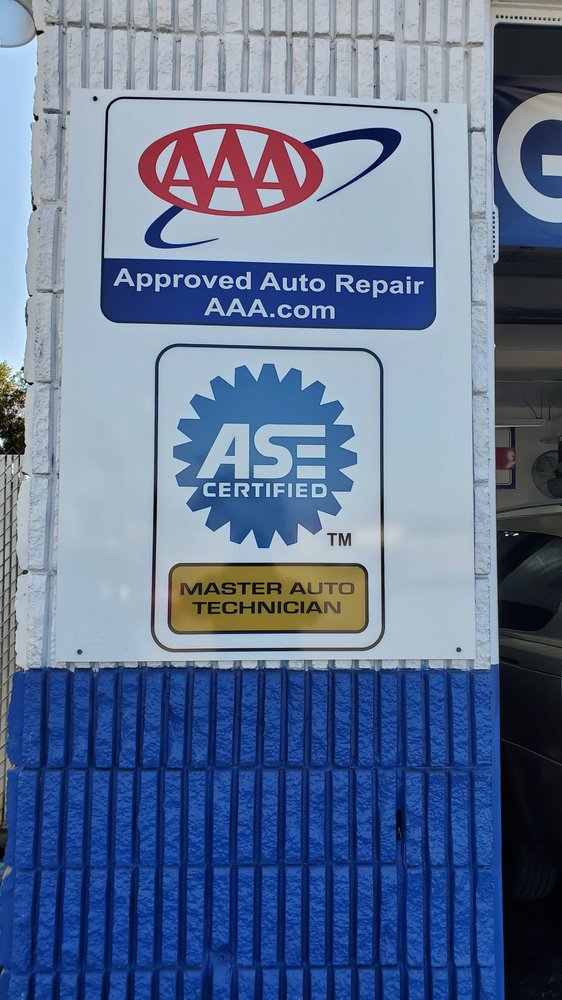 AAA
Approved Auto Repair
AAA.com
ASE
CERTIFIED
TM
MASTER AUTO
TECHNICIAN
G